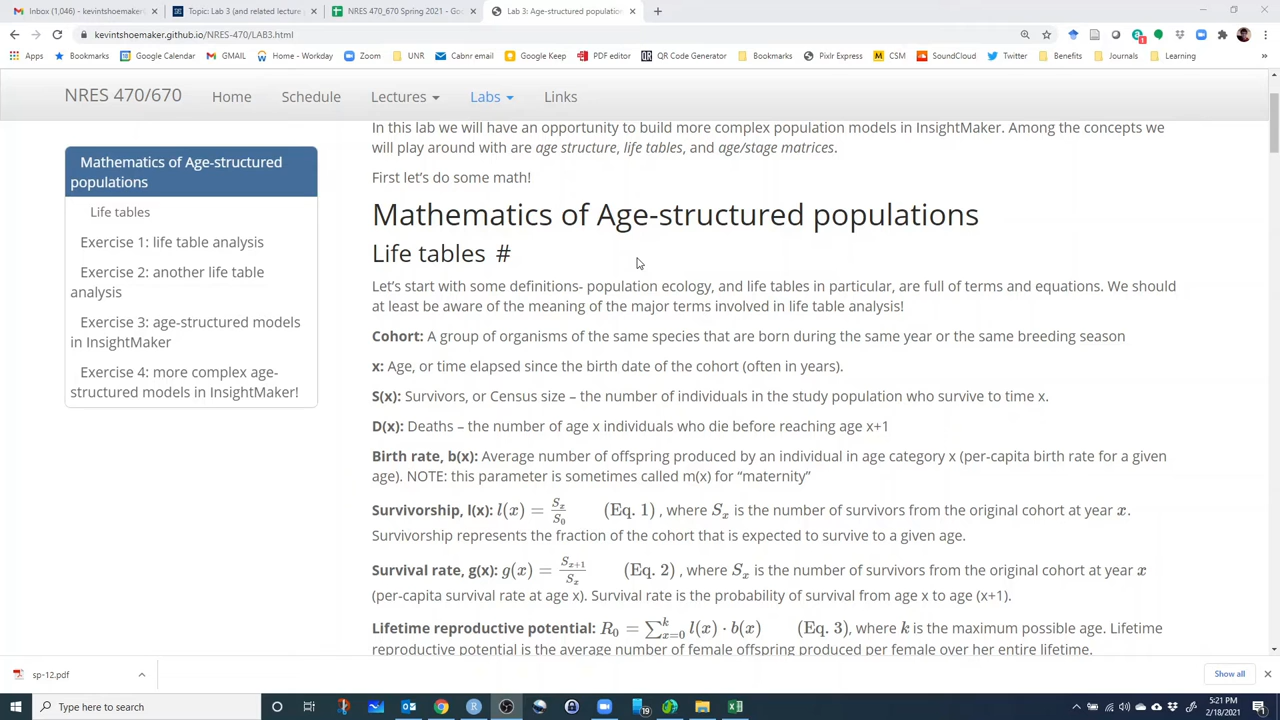 Inbox (1,046) - kevintshoemaker
Topic: Lab 3 (and related lecture
NRES 470_670 Spring 2021 - Goo
Lab 3: Age-structured population
kevintshoemaker.github.io/NRES-470/LAB3.html
Apps Bookmarks Google Calendar GMAIL Home - Workday Zoom UNR Cabnr email Google Keep PDF editor QR Code Generator Bookmarks Pixlr Express CSM SoundCloud Twitter Benefits Journals Learning »
NRES 470/670 Home Schedule Lectures Labs Links
In this lab we will have an opportunity to build more complex population models in InsightMaker. Among the concepts we
will play around with are age structure, life tables, and age/stage matrices.
First let's do some math!
Mathematics of Age-structured
populations
Life tables
Exercise 1: life table analysis
Exercise 2: another life table
analysis
Exercise 3: age-structured models
in InsightMaker
Exercise 4: more complex age-
structured models in InsightMaker!
Mathematics of Age-structured populations
Life tables #
Let's start with some definitions- population ecology, and life tables in particular, are full of terms and equations. We should
at least be aware of the meaning of the major terms involved in life table analysis!
Cohort: A group of organisms of the same species that are born during the same year or the same breeding season
x: Age, or time elapsed since the birth date of the cohort (often in years).
S(x): Survivors, or Census size – the number of individuals in the study population who survive to time x.
D(x): Deaths – the number of age x individuals who die before reaching age x+1
Birth rate, b(x): Average number of offspring produced by an individual in age category x (per-capita birth rate for a given
age). NOTE: this parameter is sometimes called m(x) for "maternity"
Survivorship, l(x): l(x) = S_x/S_0 (Eq. 1) , where S_x is the number of survivors from the original cohort at year x.
Survivorship represents the fraction of the cohort that is expected to survive to a given age.
Survival rate, g(x): g(x) = S_{x+1}/S_x (Eq. 2) , where S_x is the number of survivors from the original cohort at year x
(per-capita survival rate at age x). Survival rate is the probability of survival from age x to age (x+1).
Lifetime reproductive potential: R_0 = ∑_{x=0}^{k} l(x) · b(x) (Eq. 3), where k is the maximum possible age. Lifetime
reproductive potential is the average number of female offspring produced per female over her entire lifetime.
sp-12.pdf
Show all
Type here to search
19
5:21 PM
2/18/2021